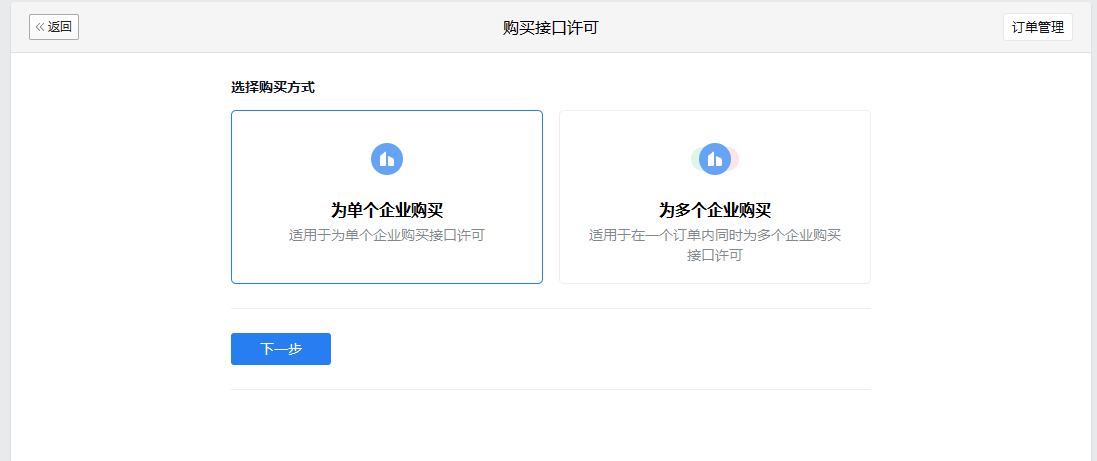 返回
购买接口许可
订单管理
选择购买方式
为单个企业购买
适用于为单个企业购买接口许可
为多个企业购买
适用于在一个订单内同时为多个企业购买
接口许可
下一步